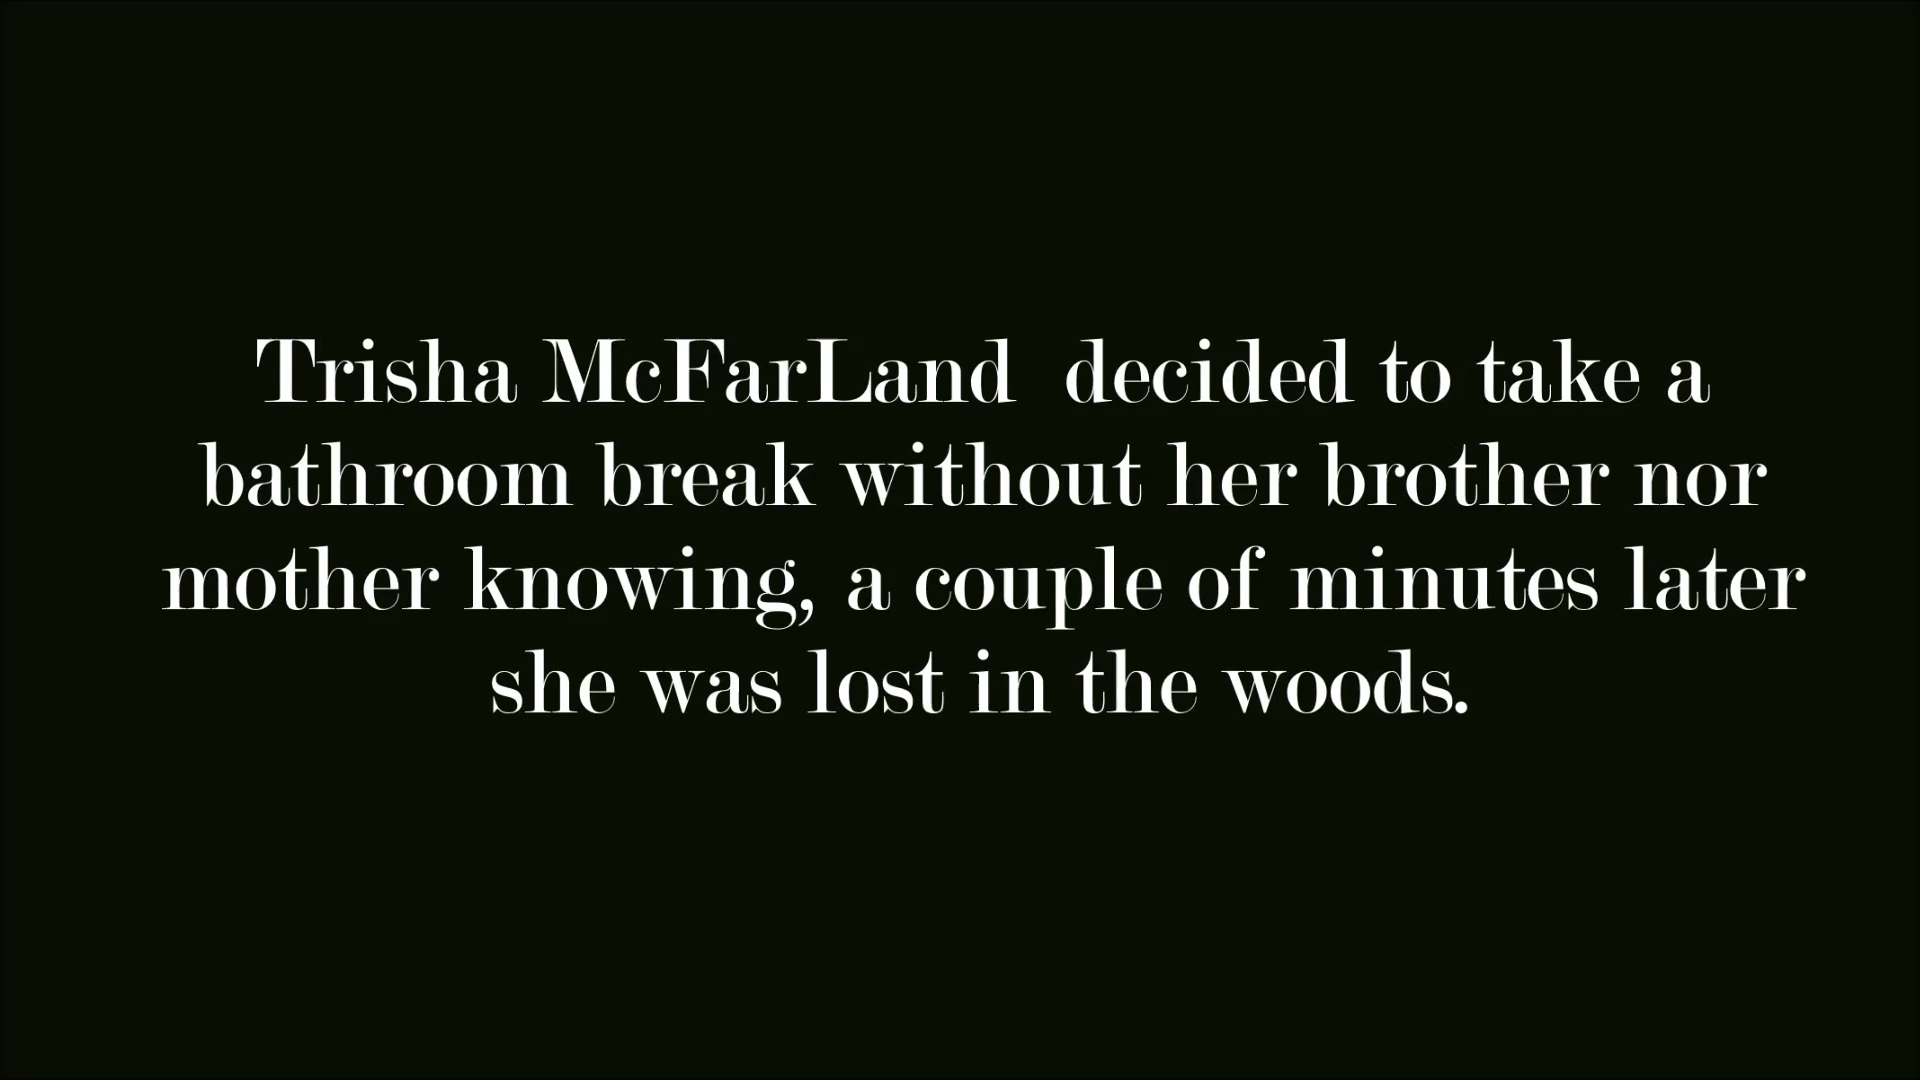 Trisha McFarLand  decided to take a
bathroom break without her brother nor
mother knowing, a couple of minutes later
she was lost in the woods.